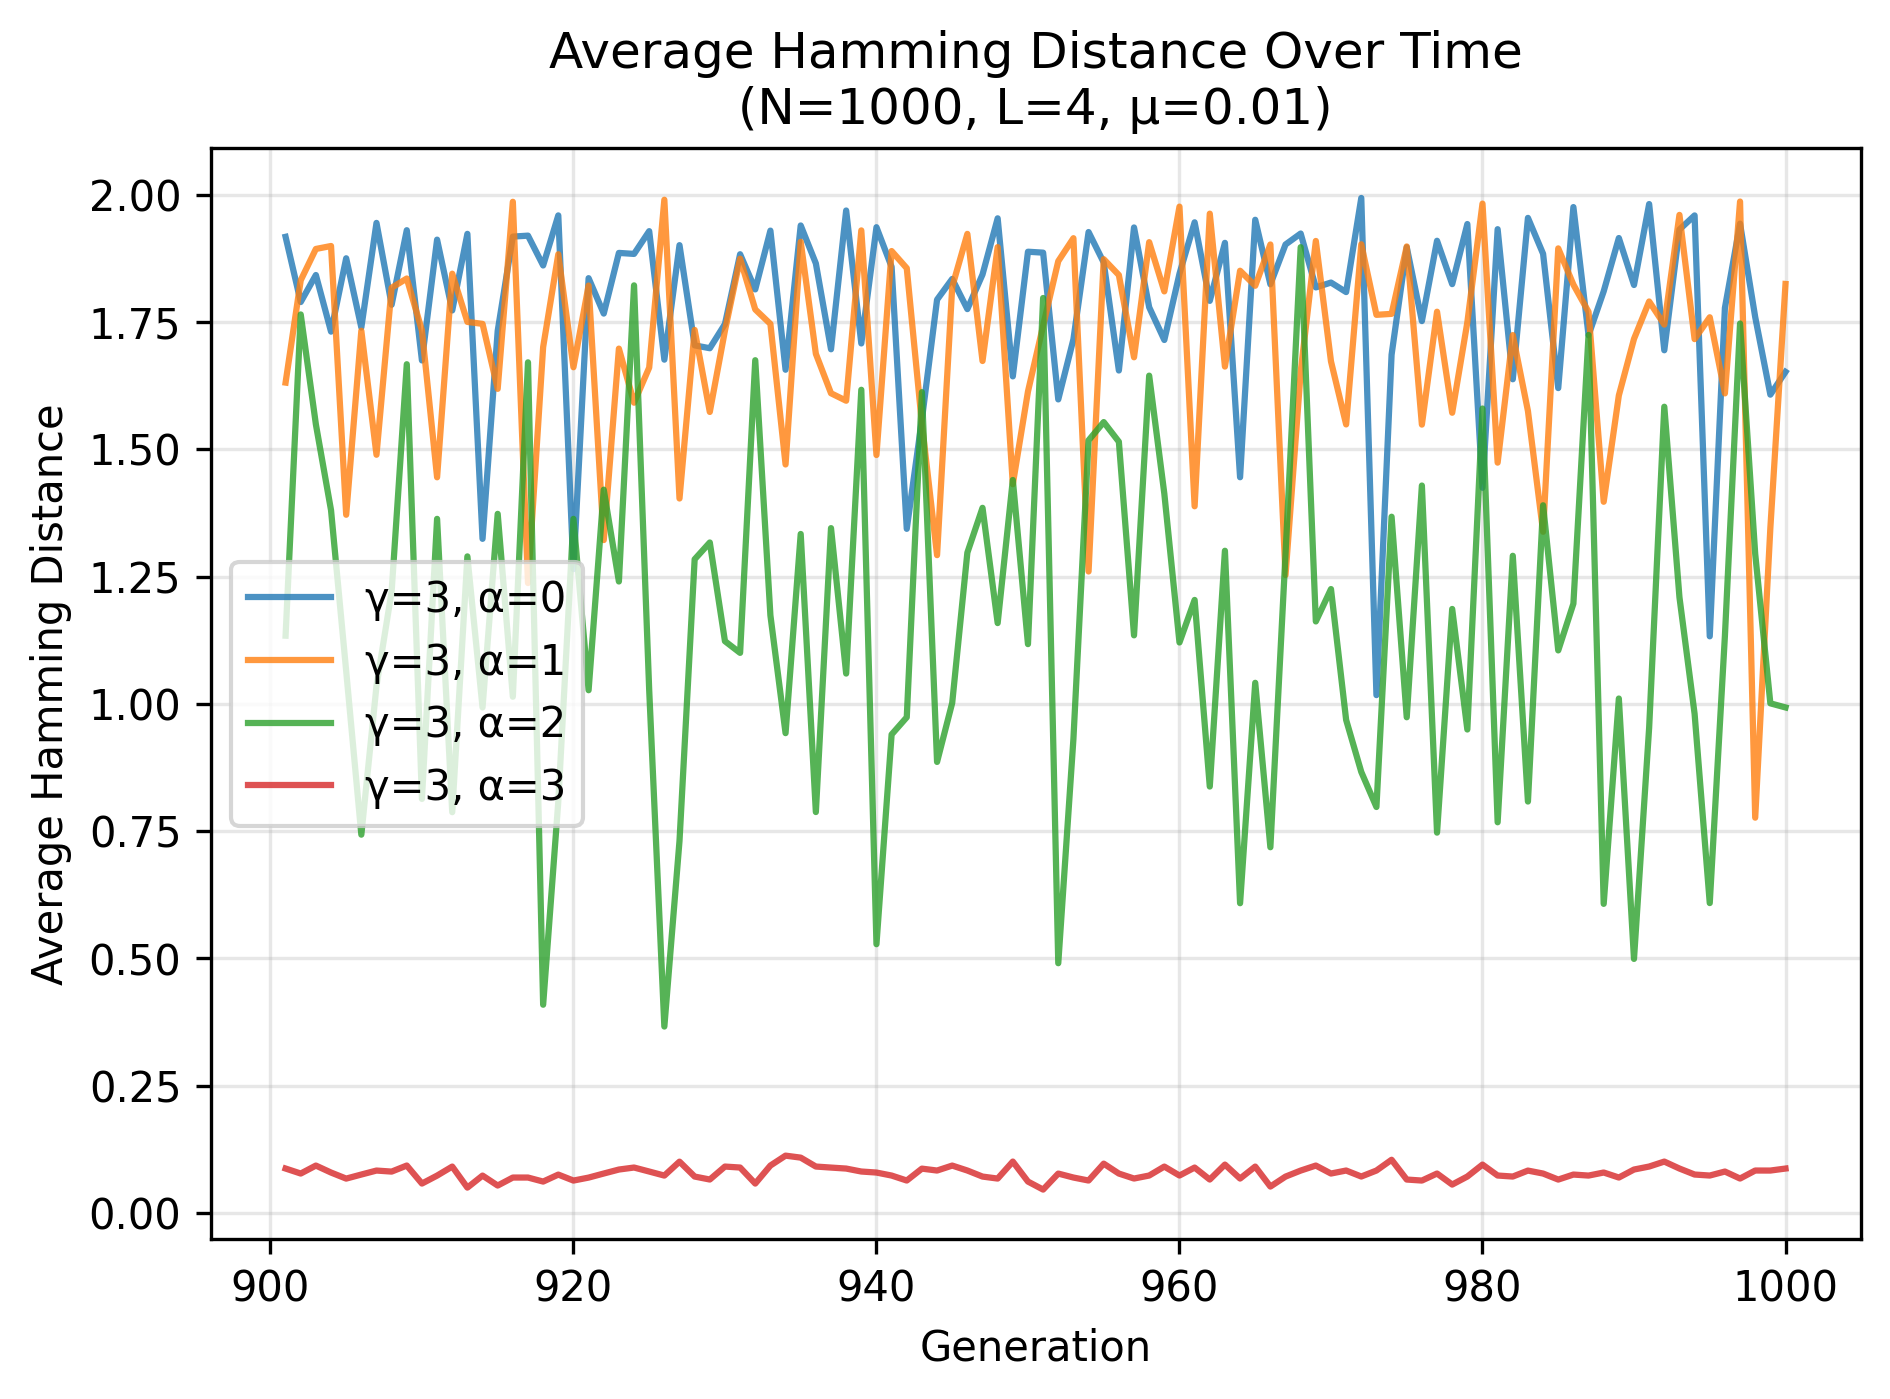 Average Hamming Distance Over Time
(N=1000, L=4, μ=0.01)
Average Hamming Distance
2.00
1.75
1.50
1.25
1.00
0.75
0.50
0.25
0.00
γ=3, α=0
γ=3, α=1
γ=3, α=2
γ=3, α=3
900
920
940
960
980
1000
Generation